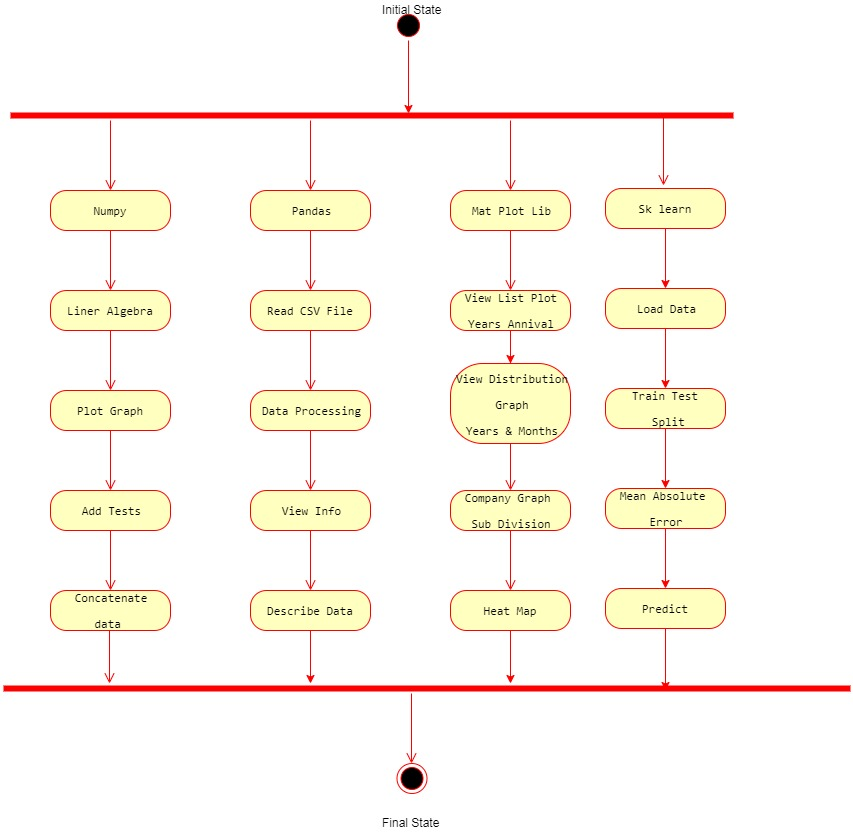 Initial State
Numpy
Pandas
Mat Plot Lib
Sk learn
Liner Algebra
Read CSV File
View List Plot
Years Annival
Load Data
Plot Graph
Data Processing
View Distribution
Graph
Years & Months
Train Test
Split
Add Tests
View Info
Company Graph
Sub Division
Mean Absolute
Error
Concatenate
data
Describe Data
Heat Map
Predict
Final State